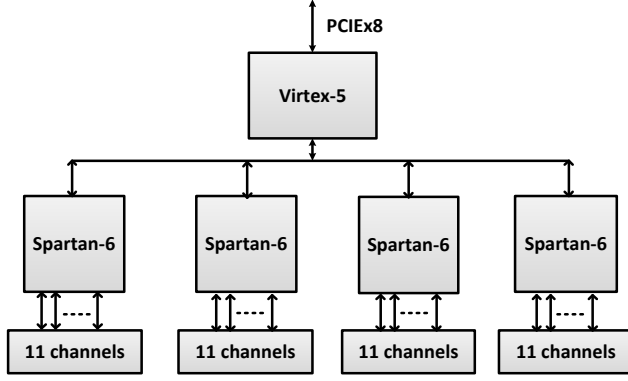 PCIEx8
Virtex-5
Spartan-6 Spartan-6 Spartan-6 Spartan-6
11 channels 11 channels 11 channels 11 channels